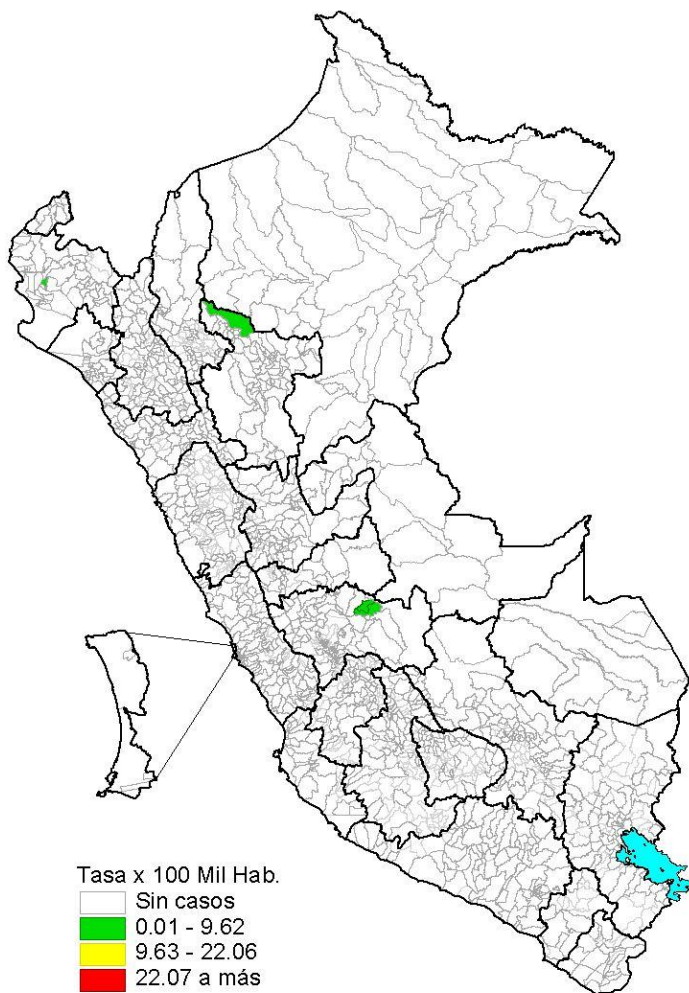 Tasa x 100 Mil Hab.
Sin casos
0.01 - 9.62
9.63 - 22.06
22.07 a más